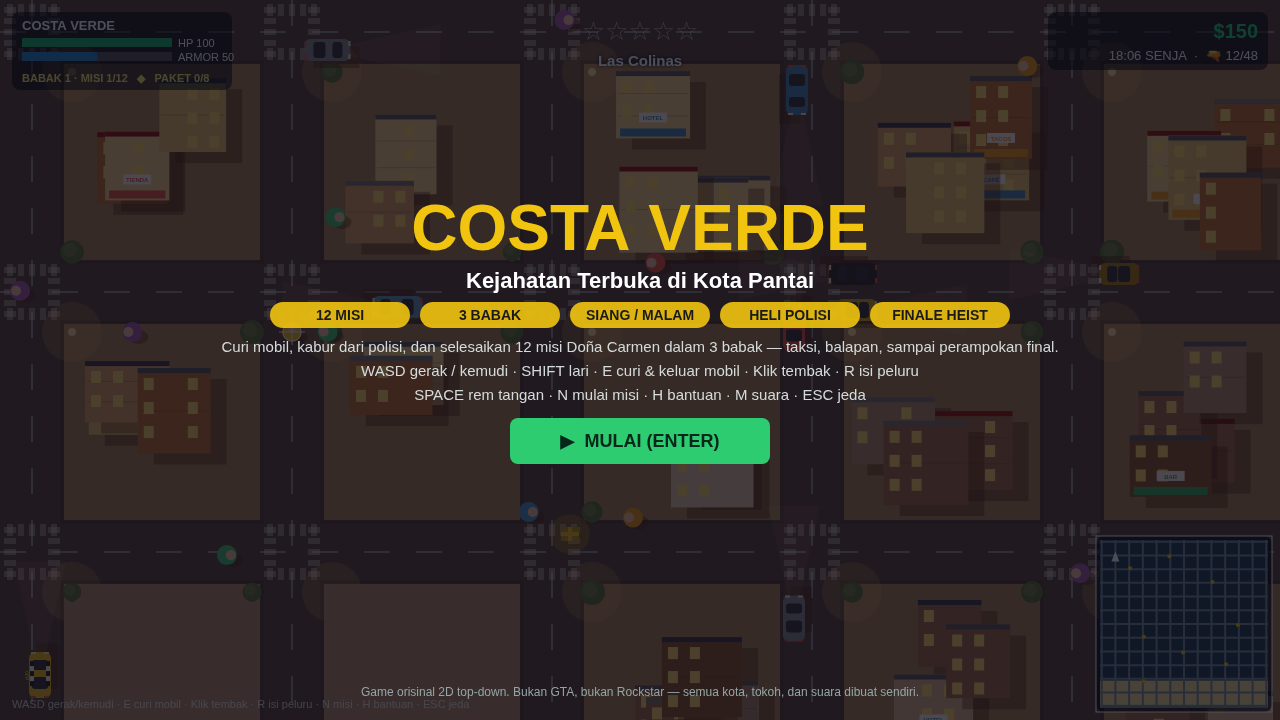 COSTA VERDE
HP 100
ARMOR 50
BABAK 1 · MISI 1/12 ◆ PAKET 0/8
☆☆☆☆☆
Las Colinas
$150
18:06 SENJA · 🔫 12/48
HOTEL
TIENDA
TACOS
CAFE
COSTA VERDE
Kejahatan Terbuka di Kota Pantai
12 MISI
3 BABAK
SIANG / MALAM
HELI POLISI
FINALE HEIST
Curi mobil, kabur dari polisi, dan selesaikan 12 misi Doña Carmen dalam 3 babak — taksi, balapan, sampai perampokan final.
WASD gerak / kemudi · SHIFT lari · E curi & keluar mobil · Klik tembak · R isi peluru
SPACE rem tangan · N mulai misi · H bantuan · M suara · ESC jeda
▶ MULAI (ENTER)
BAR
Game orisinal 2D top-down. Bukan GTA, bukan Rockstar — semua kota, tokoh, dan suara dibuat sendiri.
WASD gerak/kemudi · E curi mobil · Klik tembak · R isi peluru · N misi · H bantuan · ESC jeda